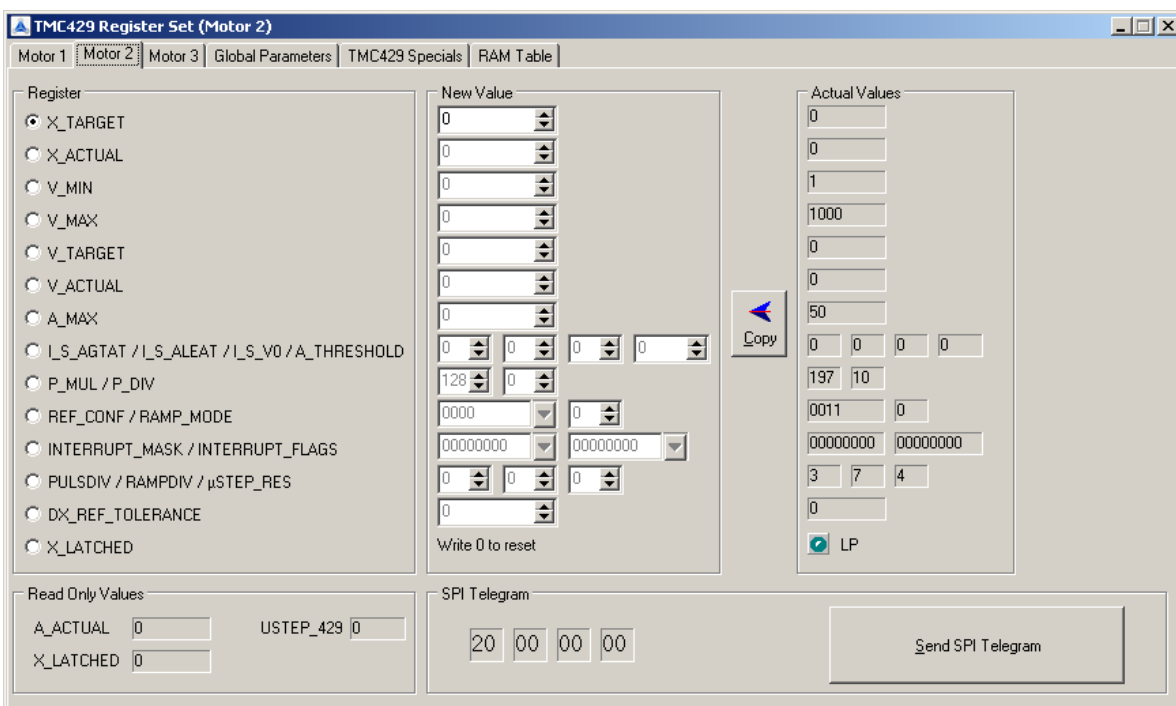 TMC429 Register Set (Motor 2)
Motor 1 Motor 2 Motor 3 Global Parameters TMC429 Specials RAM Table
Register New Value Actual Values
X_TARGET 0 0
X_ACTUAL 0 0
V_MIN 0 1
V_MAX 0 1000
V_TARGET 0 0
V_ACTUAL 0 0
A_MAX 0 50
Copy
I_S_AGTAT / I_S_ALEAT / I_S_V0 / A_THRESHOLD 0 0 0 0 0 0 0 0
P_MUL / P_DIV 128 0 197 10
REF_CONF / RAMP_MODE 0000 0 0011 0
INTERRUPT_MASK / INTERRUPT_FLAGS 00000000 00000000 00000000 00000000
PULSDIV / RAMPDIV / µSTEP_RES 0 0 0 3 7 4
DX_REF_TOLERANCE 0 0
X_LATCHED Write 0 to reset LP
Read Only Values SPI Telegram
A_ACTUAL 0 USTEP_429 0
X_LATCHED 0
20 00 00 00 Send SPI Telegram